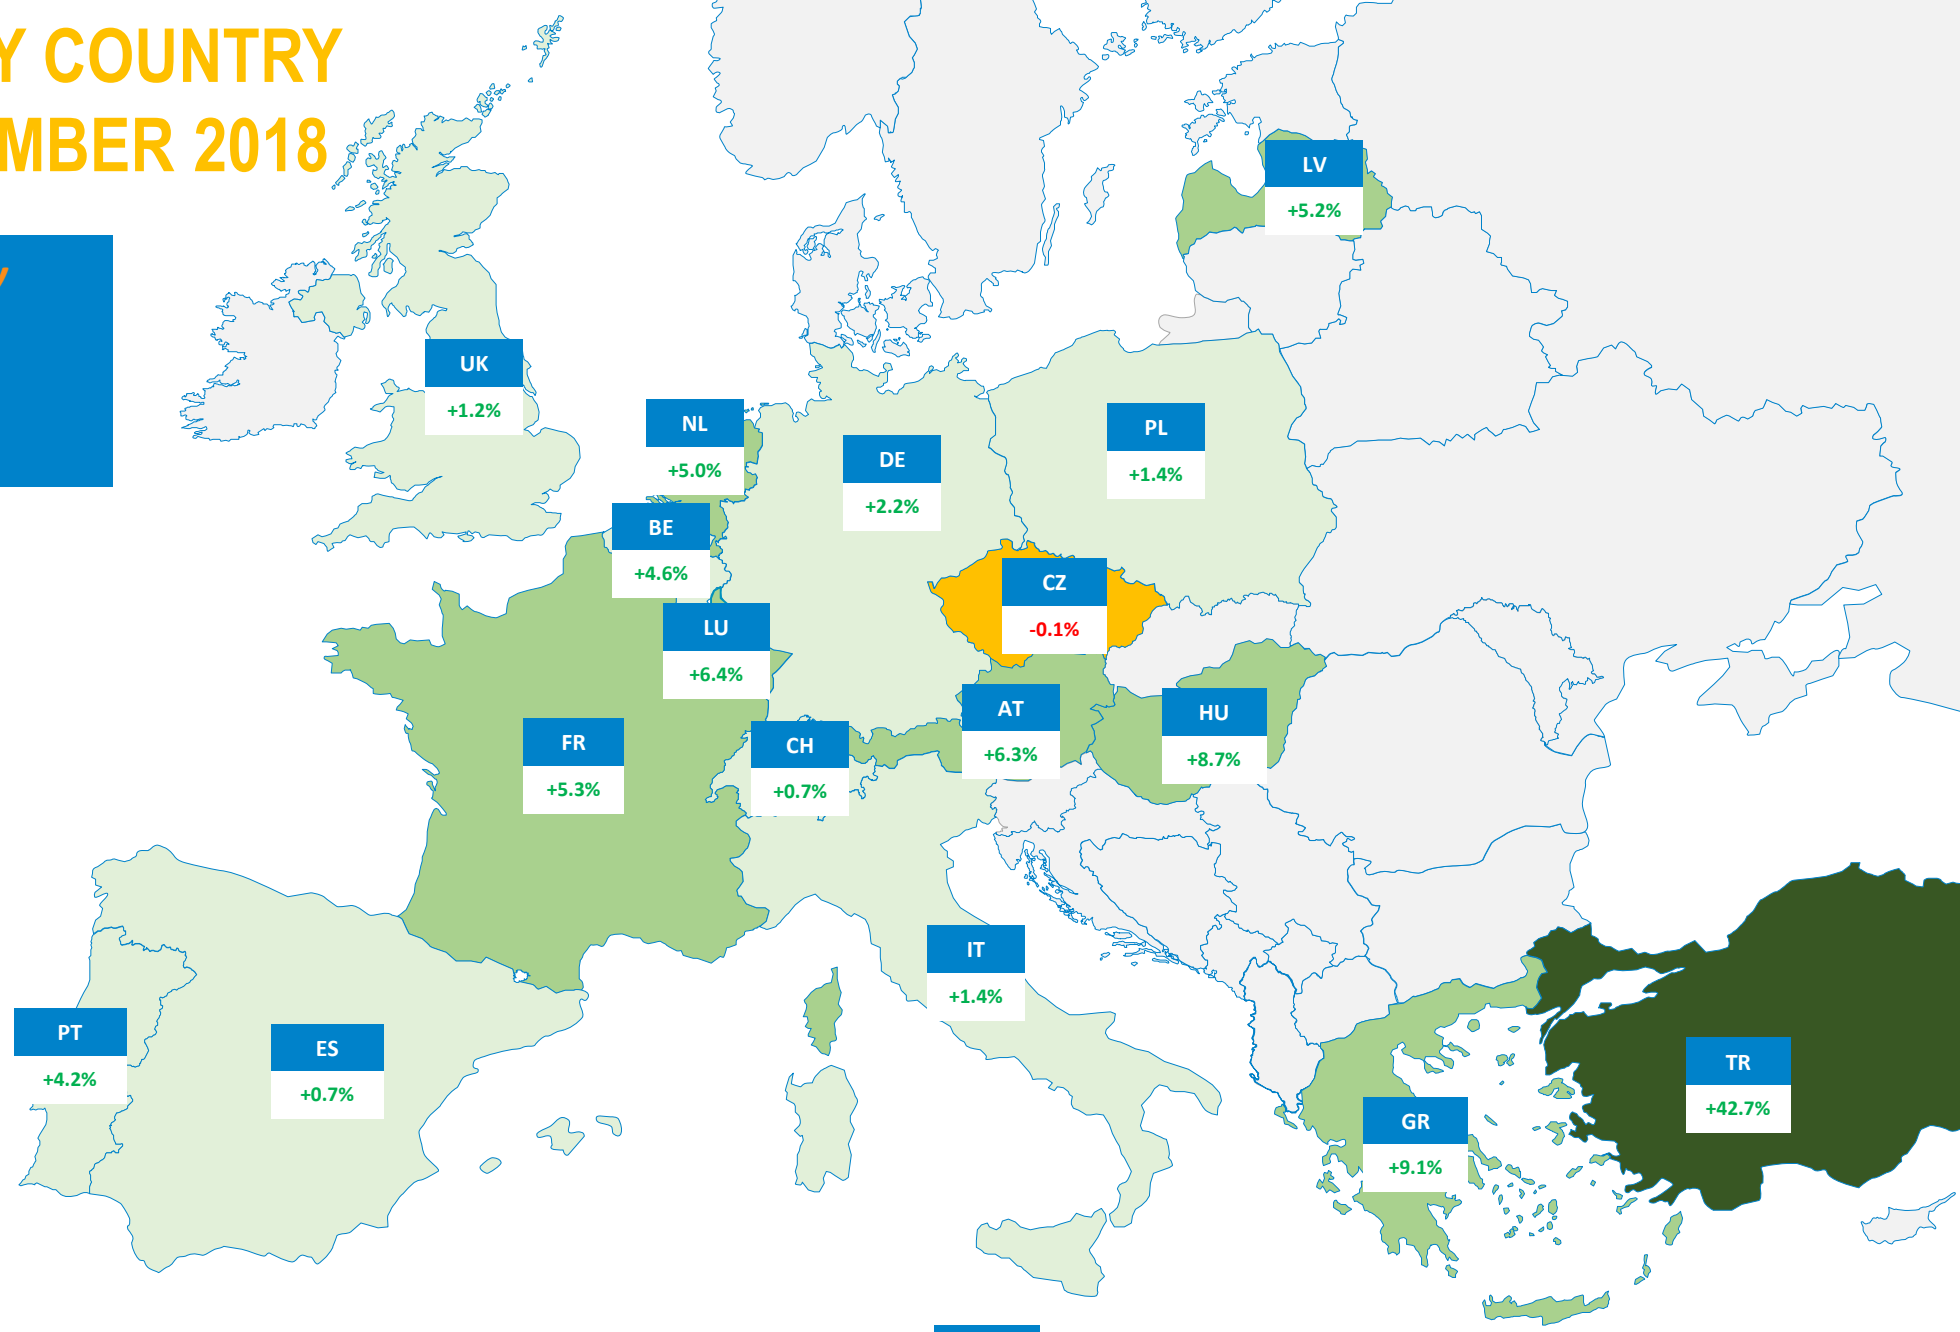 Y COUNTRY
MBER 2018
LV
+5.2%
UK
+1.2%
NL
+5.0%
PL
+1.4%
DE
+2.2%
BE
+4.6%
CZ
-0.1%
LU
+6.4%
AT
+6.3%
HU
+8.7%
FR
+5.3%
CH
+0.7%
IT
+1.4%
PT
+4.2%
ES
+0.7%
TR
+42.7%
GR
+9.1%